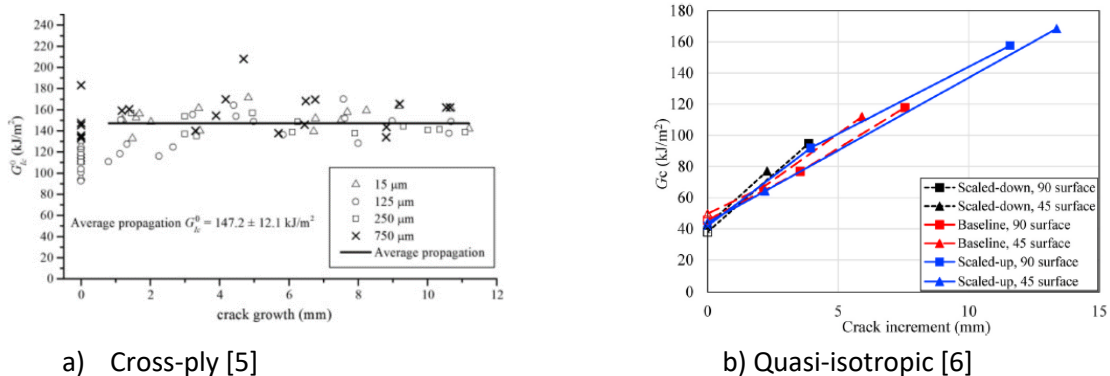 240
220
200
180
160
140
120
100
80
60
40
20
0
G⁰Ic (kJ/m²)
△ 15 μm
○ 125 μm
□ 250 μm
× 750 μm
Average propagation
Average propagation G⁰Ic = 147.2 ± 12.1 kJ/m²
0 2 4 6 8 10 12
crack growth (mm)
180
160
140
120
100
80
60
40
20
0
Gc (kJ/m²)
Scaled-down, 90 surface
Scaled-down, 45 surface
Baseline, 90 surface
Baseline, 45 surface
Scaled-up, 90 surface
Scaled-up, 45 surface
0 5 10 15
Crack increment (mm)
a) Cross-ply [5]
b) Quasi-isotropic [6]